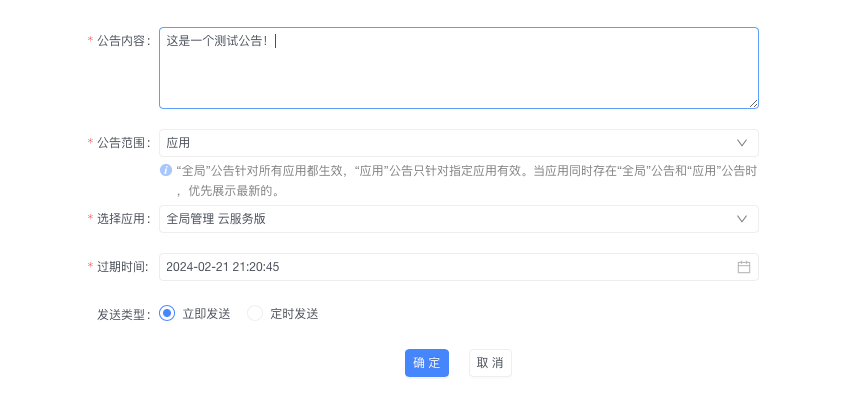 * 公告内容： 这是一个测试公告！
* 公告范围： 应用
“全局”公告针对所有应用都生效，“应用”公告只针对指定应用有效。当应用同时存在“全局”公告和“应用”公告时
，优先展示最新的。
* 选择应用： 全局管理 云服务版
* 过期时间： 2024-02-21 21:20:45
发送类型： 立即发送 定时发送
确 定 取 消